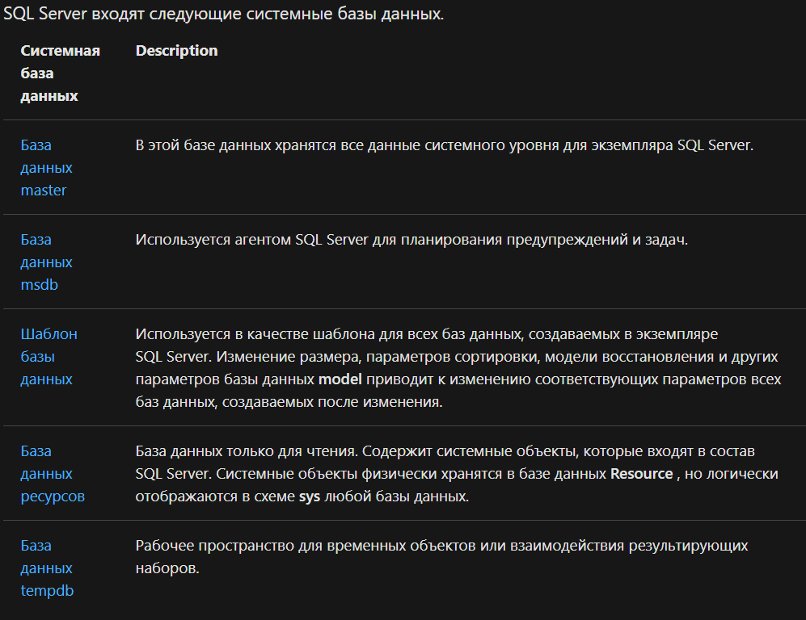 SQL Server входят следующие системные базы данных.
Системная база данных
Description
База данных master
В этой базе данных хранятся все данные системного уровня для экземпляра SQL Server.
База данных msdb
Используется агентом SQL Server для планирования предупреждений и задач.
Шаблон базы данных
Используется в качестве шаблона для всех баз данных, создаваемых в экземпляре
SQL Server. Изменение размера, параметров сортировки, модели восстановления и других
параметров базы данных model приводит к изменению соответствующих параметров всех
баз данных, создаваемых после изменения.
База данных ресурсов
База данных только для чтения. Содержит системные объекты, которые входят в состав
SQL Server. Системные объекты физически хранятся в базе данных Resource , но логически
отображаются в схеме sys любой базы данных.
База данных tempdb
Рабочее пространство для временных объектов или взаимодействия результирующих
наборов.